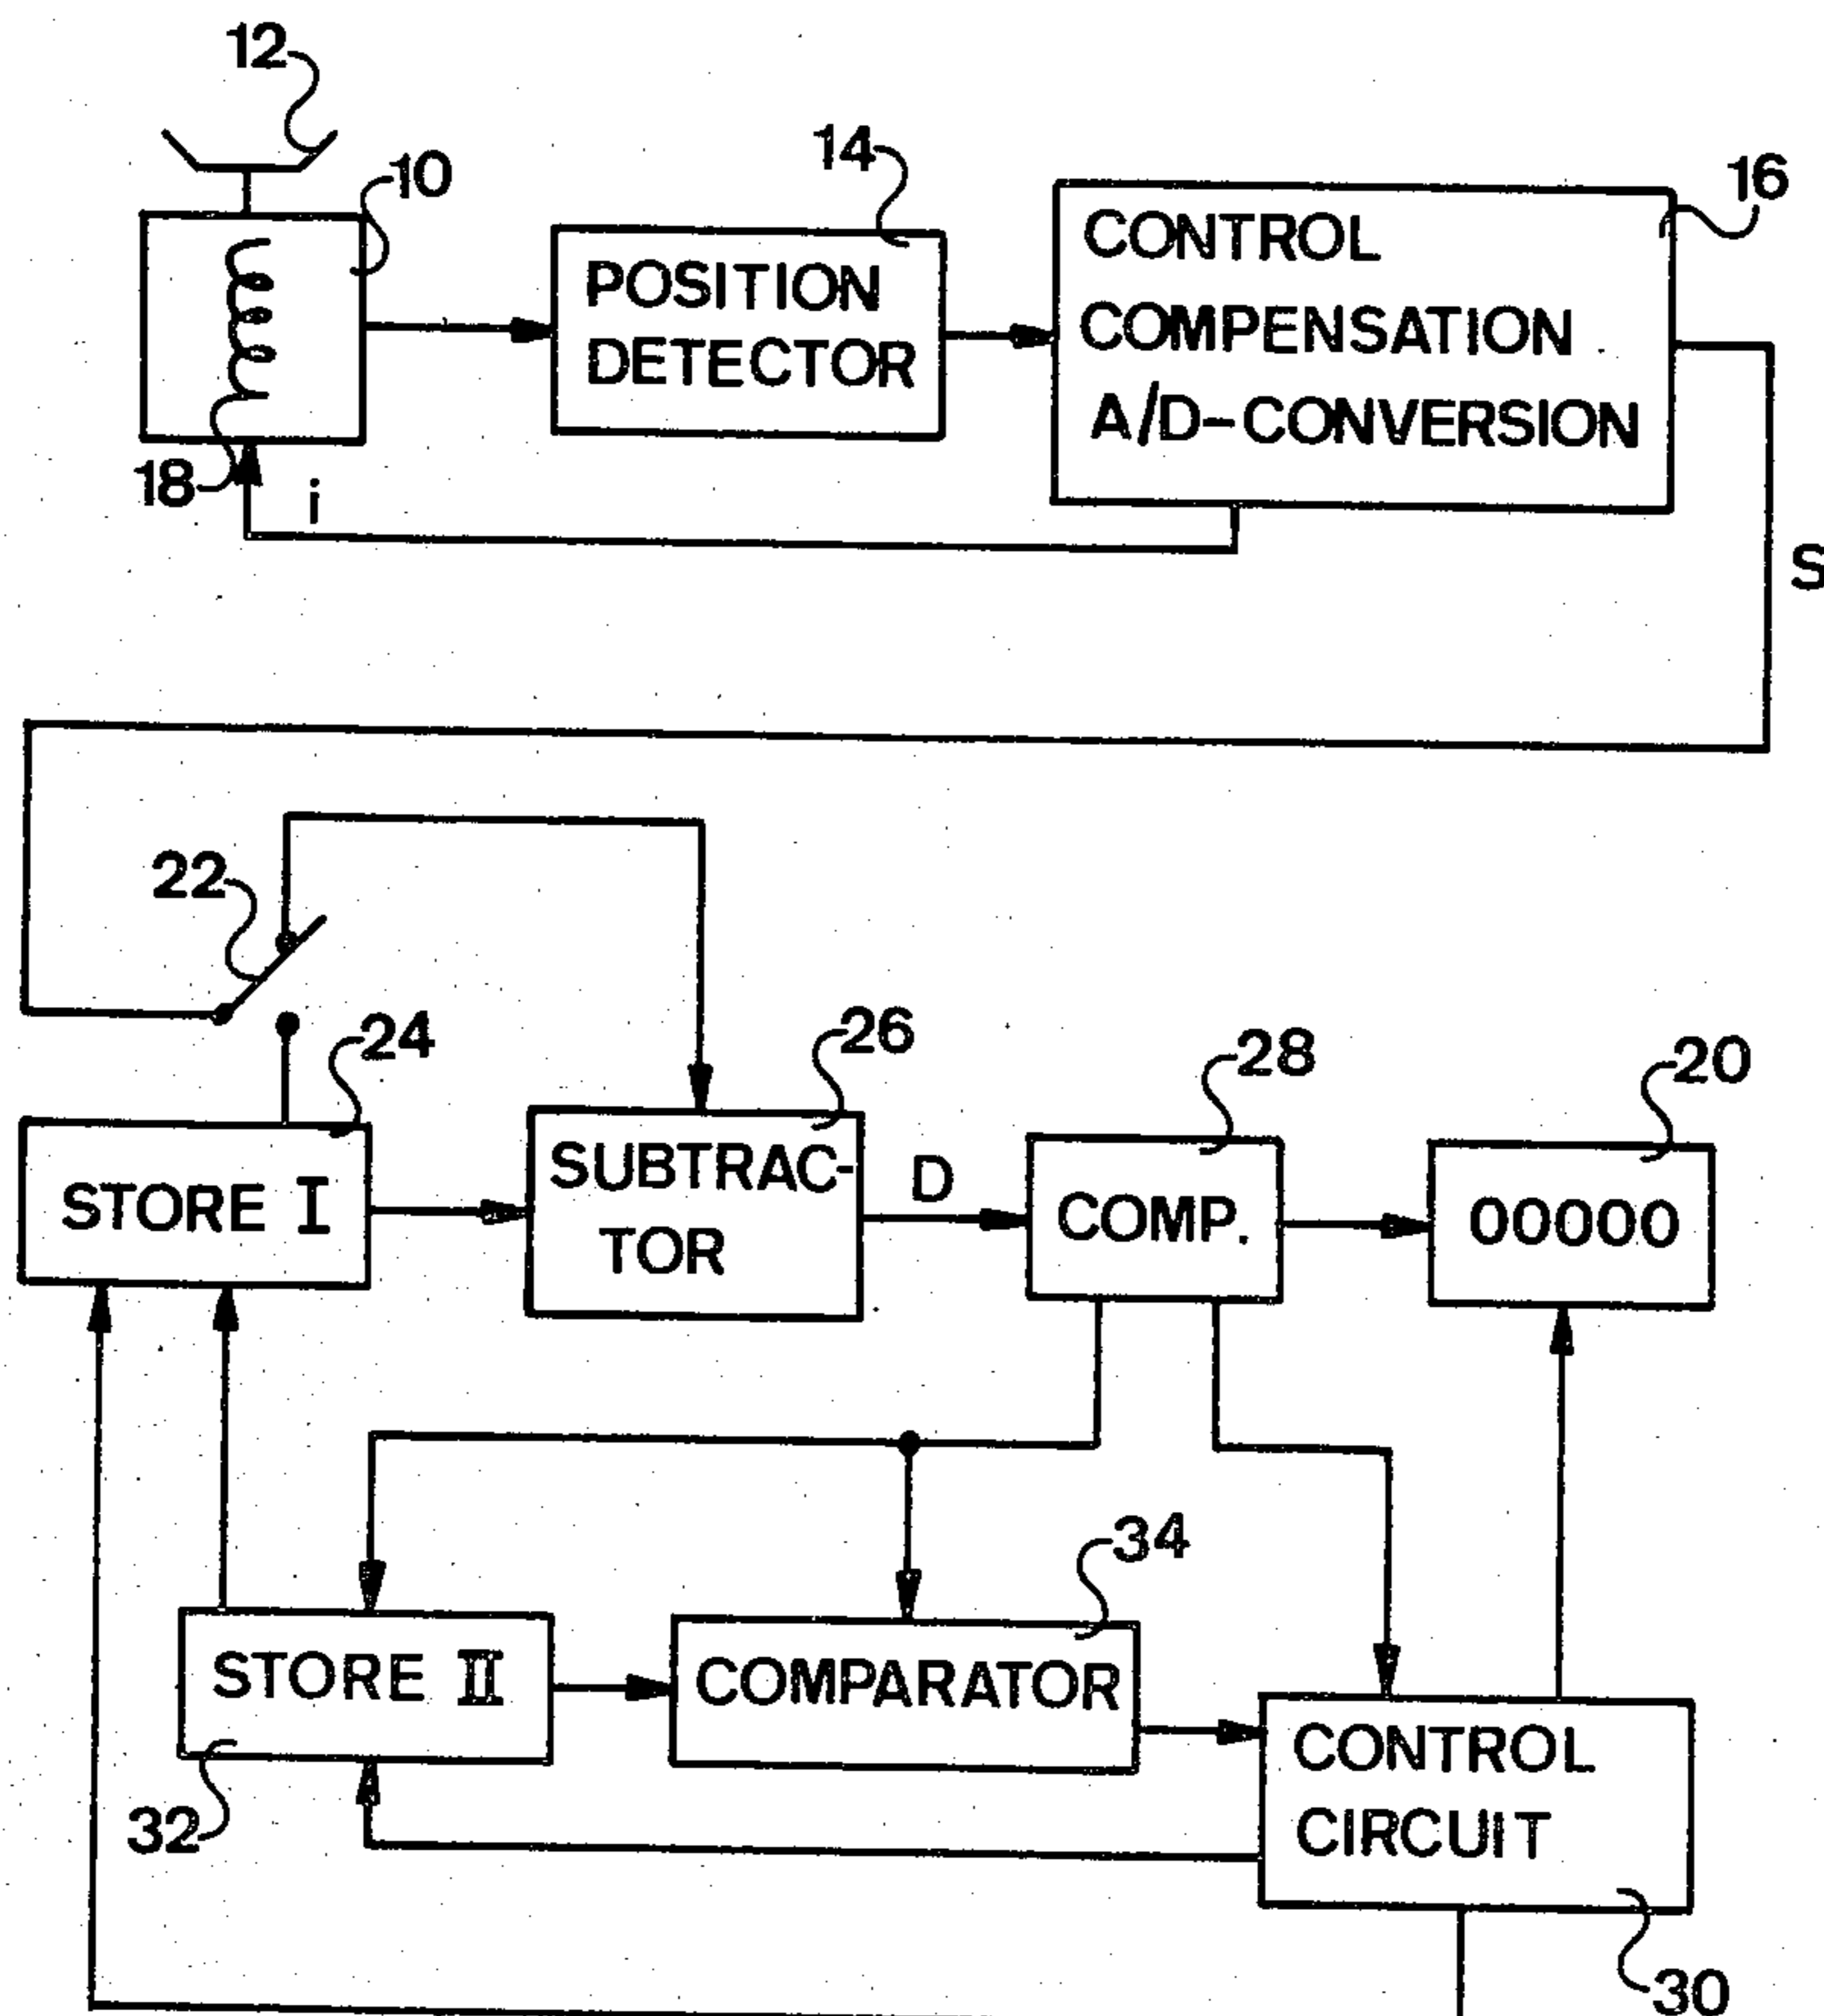 12
10
14
16
POSITION
DETECTOR
CONTROL
COMPENSATION
A/D-CONVERSION
18
i
S
22
24
26
28
20
STORE I
SUBTRAC-
TOR
D
COMP.
00000
34
STORE II
COMPARATOR
CONTROL
CIRCUIT
32
30